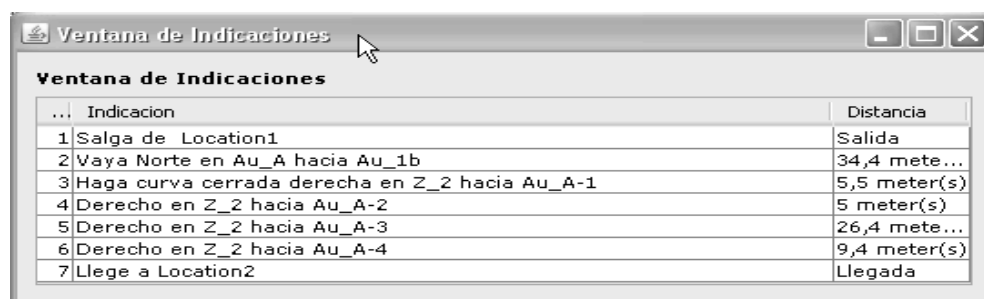 Ventana de Indicaciones
Ventana de Indicaciones
... Indicacion Distancia
1 Salga de Location1 Salida
2 Vaya Norte en Au_A hacia Au_1b 34,4 mete...
3 Haga curva cerrada derecha en Z_2 hacia Au_A-1 5,5 meter(s)
4 Derecho en Z_2 hacia Au_A-2 5 meter(s)
5 Derecho en Z_2 hacia Au_A-3 26,4 mete...
6 Derecho en Z_2 hacia Au_A-4 9,4 meter(s)
7 Llege a Location2 Llegada